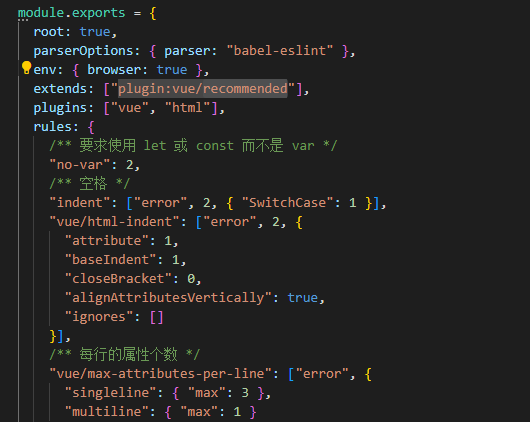 module.exports = {
  root: true,
  parserOptions: { parser: "babel-eslint" },
  env: { browser: true },
  extends: ["plugin:vue/recommended"],
  plugins: ["vue", "html"],
  rules: {
    /** 要求使用 let 或 const 而不是 var */
    "no-var": 2,
    /** 空格 */
    "indent": ["error", 2, { "SwitchCase": 1 }],
    "vue/html-indent": ["error", 2, {
      "attribute": 1,
      "baseIndent": 1,
      "closeBracket": 0,
      "alignAttributesVertically": true,
      "ignores": []
    }],
    /** 每行的属性个数 */
    "vue/max-attributes-per-line": ["error", {
      "singleline": { "max": 3 },
      "multiline": { "max": 1 }